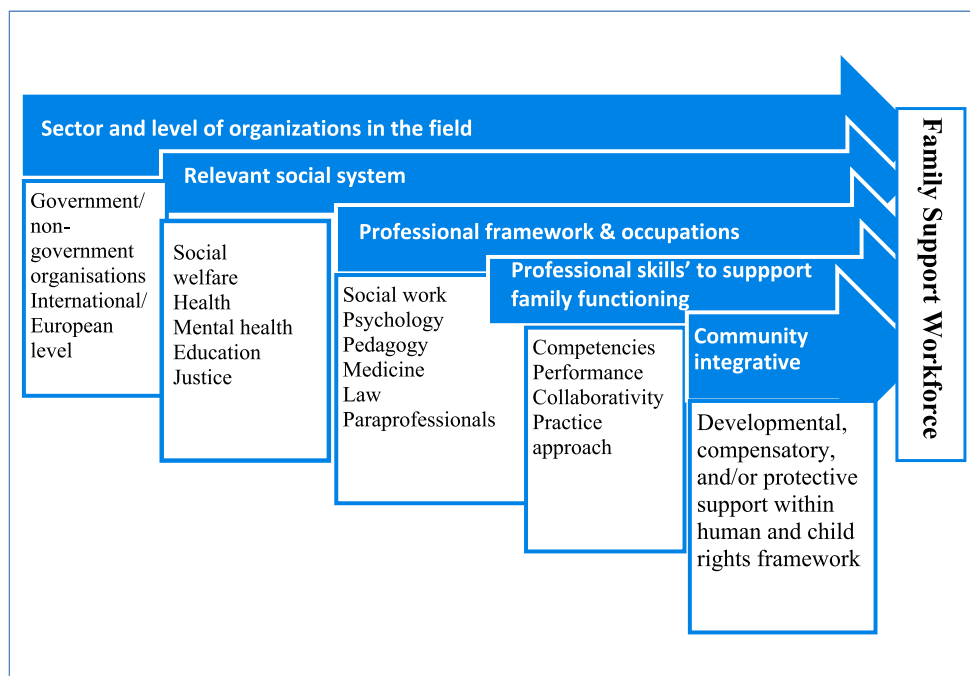 Sector and level of organizations in the field
Government/
non-
government
organisations
International/
European
level
Relevant social system
Social
welfare
Health
Mental health
Education
Justice
Professional framework & occupations
Social work
Psychology
Pedagogy
Medicine
Law
Paraprofessionals
Professional skills’ to suppport
family functioning
Competencies
Performance
Collaborativity
Practice
approach
Community
integrative
Developmental,
compensatory,
and/or protective
support within
human and child
rights framework
Family Support Workforce